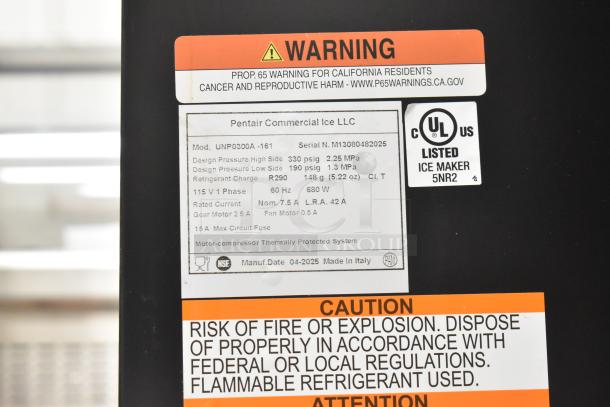 WARNING
PROP. 65 WARNING FOR CALIFORNIA RESIDENTS
CANCER AND REPRODUCTIVE HARM - WWW.P65WARNINGS.CA.GOV
Pentair Commercial Ice LLC
Mod. UNP0300A -161 Serial N. M13080482025
Design Pressure High Side 330 psig 2.25 MPa
Design Pressure Low Side 190 psig 1.3 MPa
Refrigerant Charge R290 148 g (5.22 oz) Cl. T
115 V 1 Phase 60 Hz 680 W
Rated Current Nom. 7.5 A L.R.A. 42 A
Gear Motor 2.5 A Fan Motor 0.5 A
15 A Max Circuit Fuse
Motor-compressor Thermally Protected System
NSF Manuf.Date 04-2025 Made in Italy
C UL US
LISTED
ICE MAKER
5NR2
CAUTION
RISK OF FIRE OR EXPLOSION. DISPOSE
OF PROPERLY IN ACCORDANCE WITH
FEDERAL OR LOCAL REGULATIONS.
FLAMMABLE REFRIGERANT USED.
ATTENTION